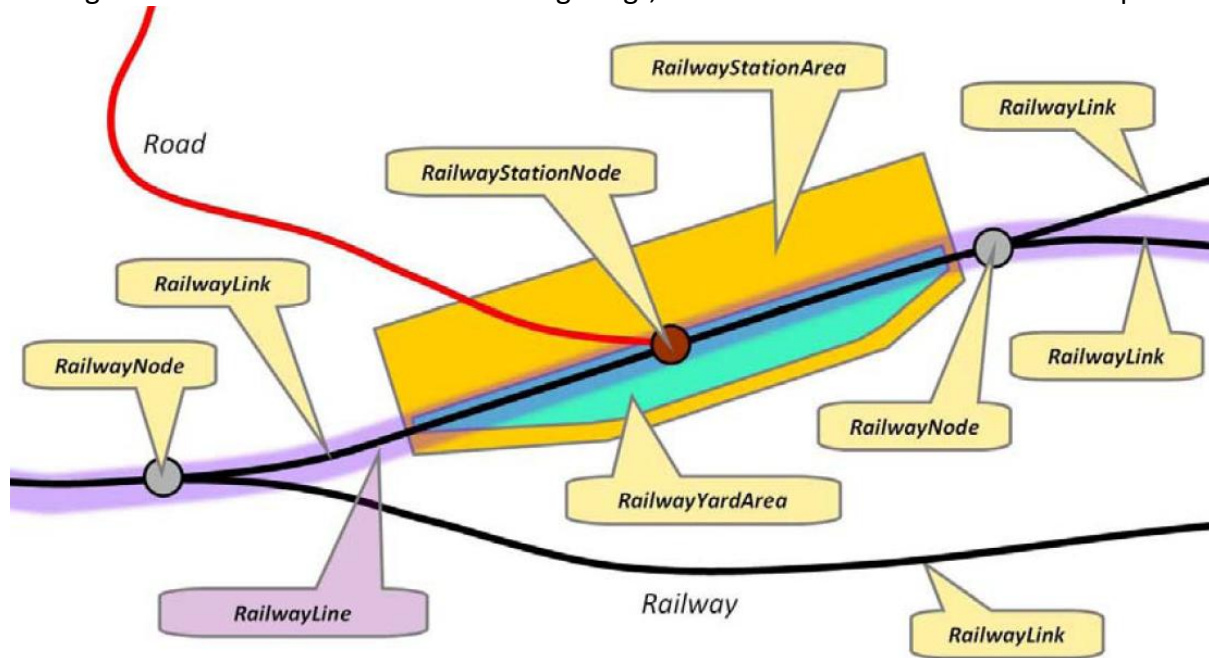 RailwayStationArea
RailwayLink
Road
RailwayStationNode
RailwayLink
RailwayNode
RailwayLink
RailwayNode
RailwayYardArea
RailwayLine
Railway
RailwayLink